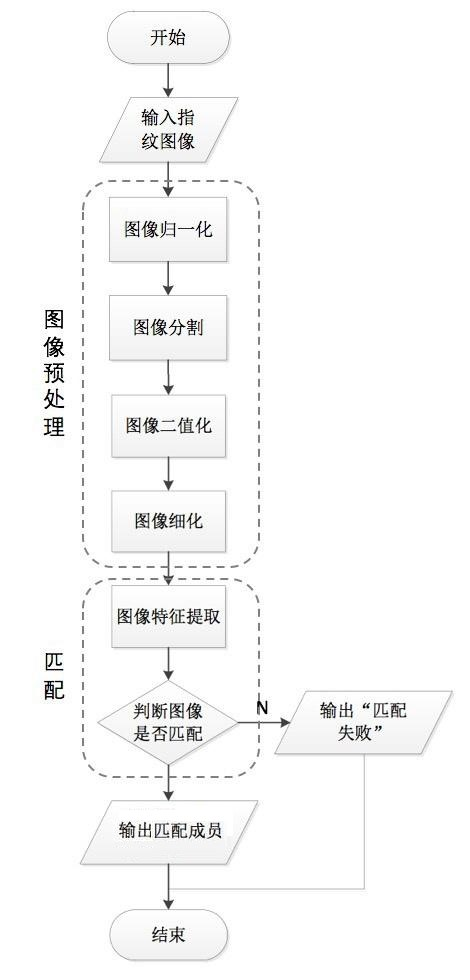 开始
输入指
纹图像
图像归一化
图像分割
图像二值化
图像细化
图
像
预
处
理
图像特征提取
判断图像
是否匹配
匹
配
N
输出“匹配
失败”
输出匹配成员
结束